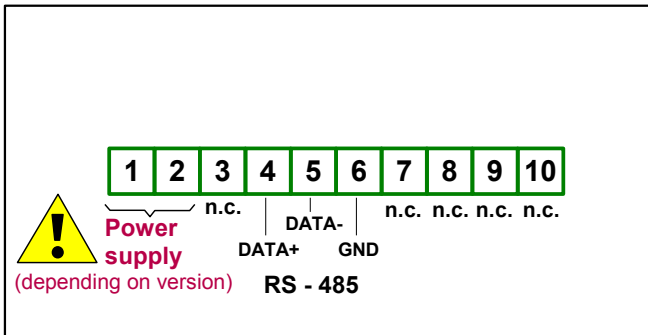 1 2 3 4 5 6 7 8 9 10
n.c. n.c. n.c. n.c. n.c.
DATA-
Power
supply
DATA+ GND
(depending on version)
RS - 485
!